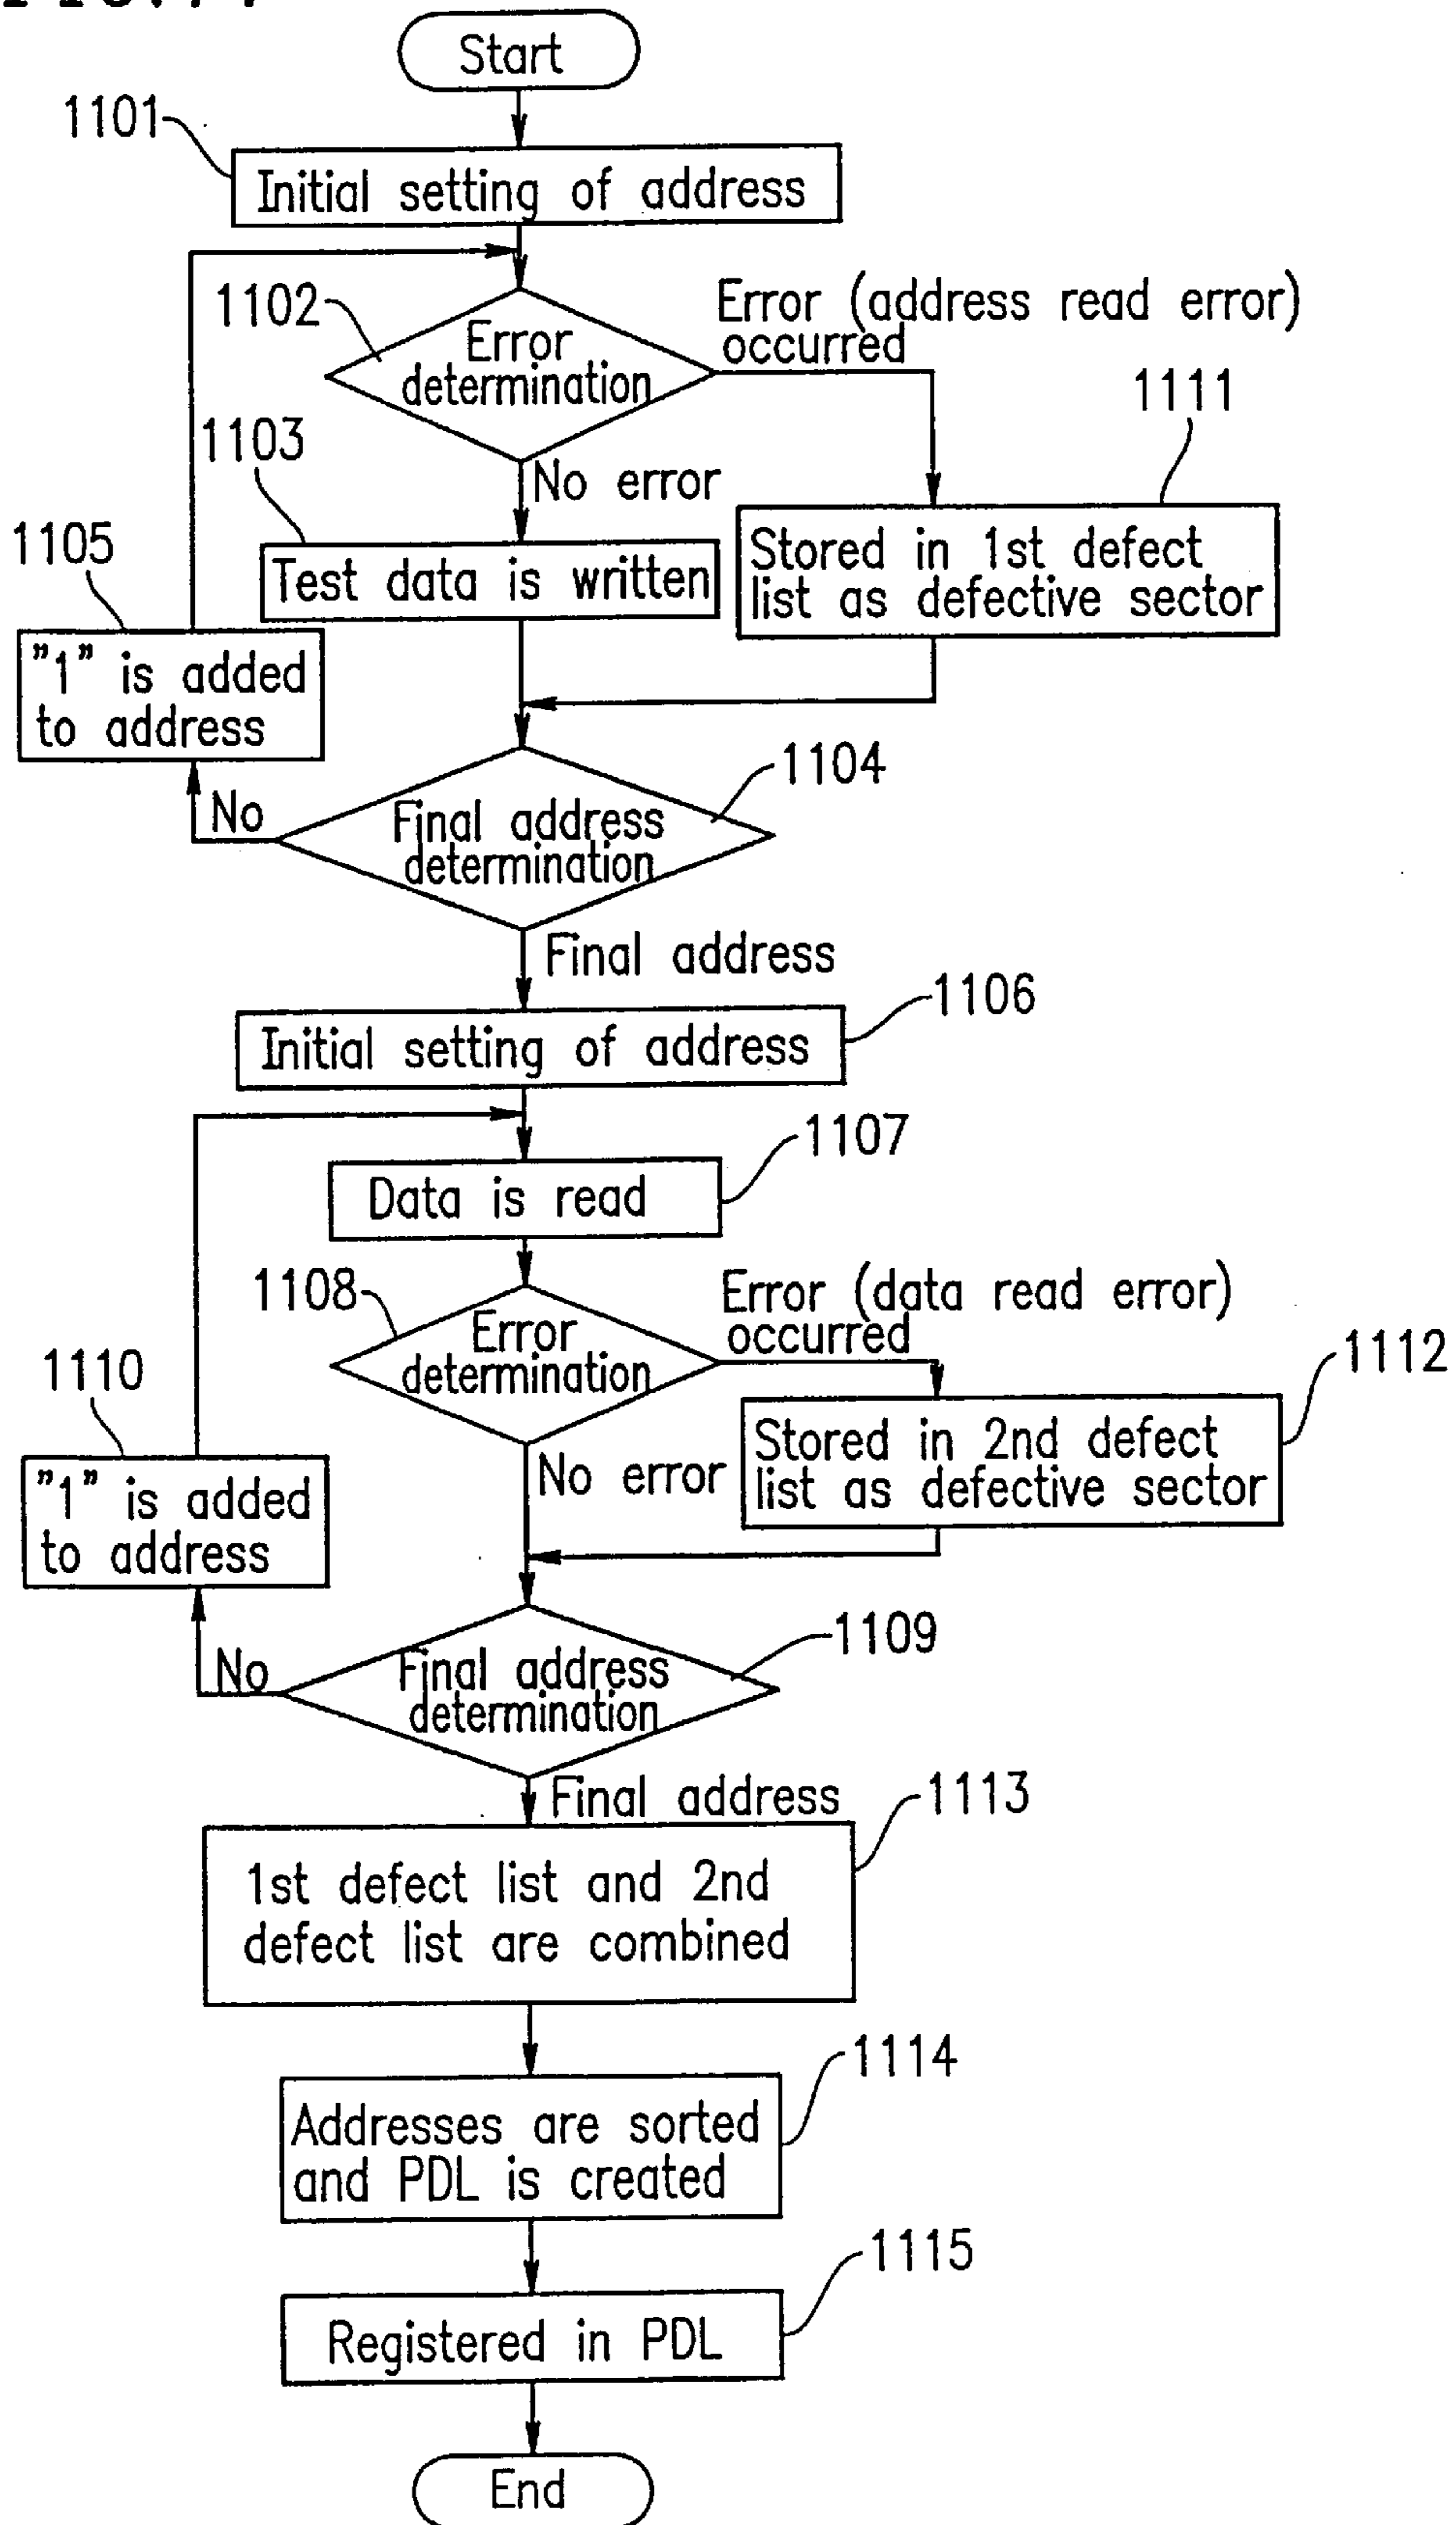 Start
1101
Initial setting of address
1102
Error
determination
Error (address read error)
occurred
1111
1103
No error
Stored in 1st defect
list as defective sector
1105
Test data is written
"1" is added
to address
1104
No
Final address
determination
Final address
1106
Initial setting of address
1107
Data is read
1108
Error
determination
Error (data read error)
occurred
1112
1110
Stored in 2nd defect
list as defective sector
No error
"1" is added
to address
1109
No
Final address
determination
Final address
1113
1st defect list and 2nd
defect list are combined
1114
Addresses are sorted
and PDL is created
1115
Registered in PDL
End